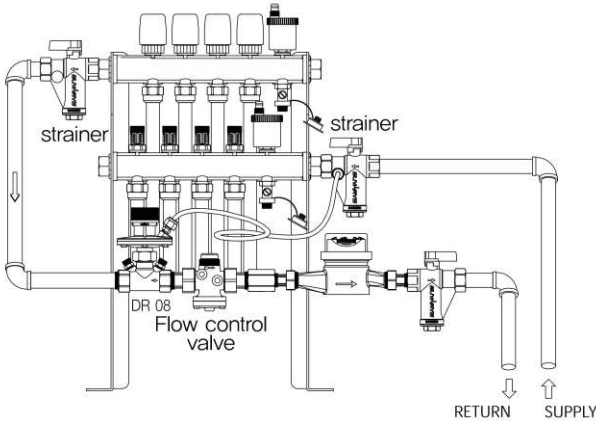 strainer
strainer
DR 08
Flow control
valve
RETURN
SUPPLY